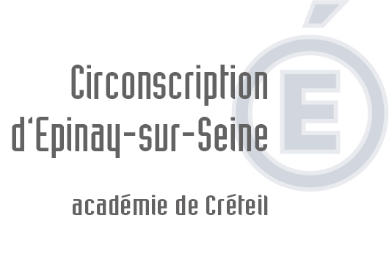 Circonscription
d'Epinay-sur-Seine
É
académie de Créteil